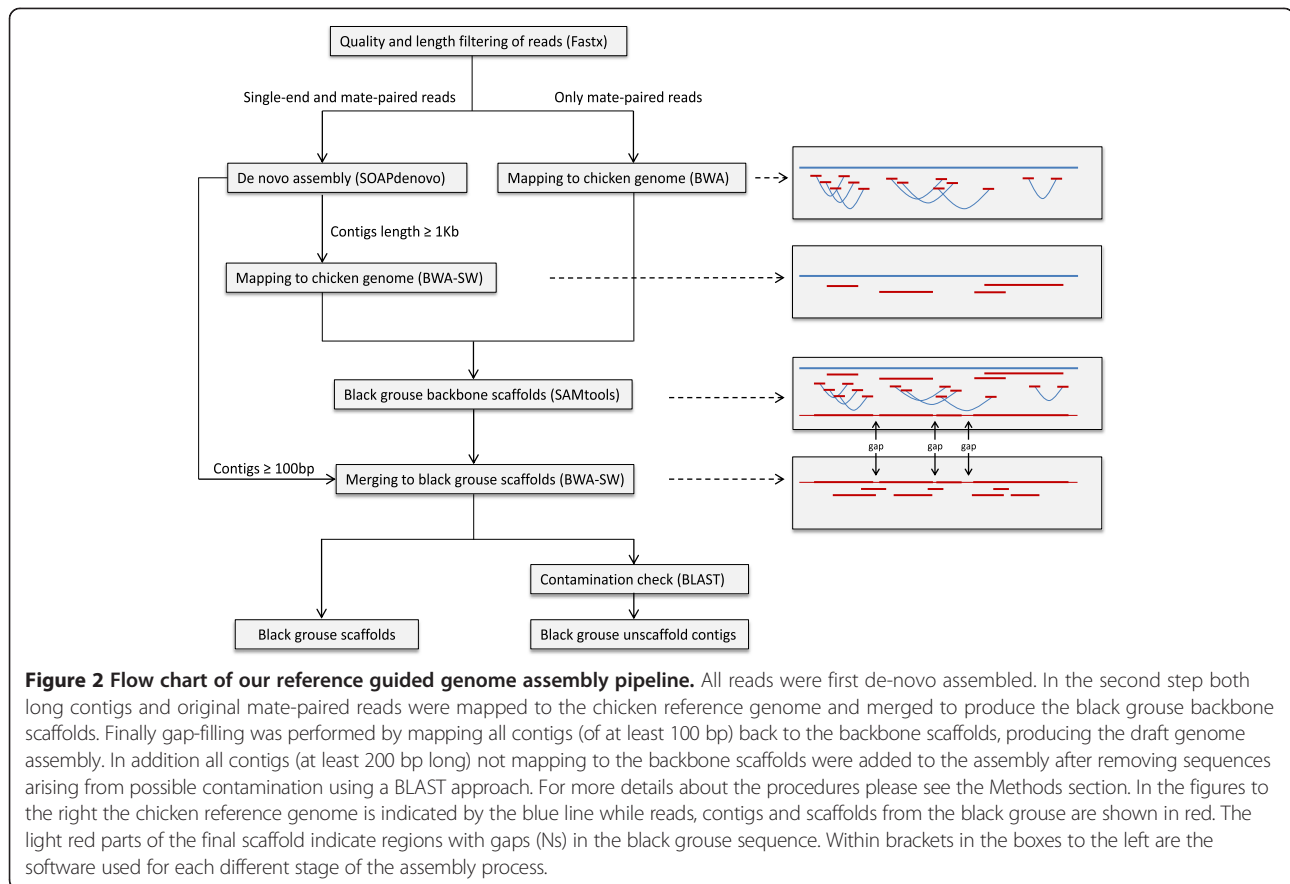 Quality and length filtering of reads (Fastx)
Single-end and mate-paired reads
Only mate-paired reads
De novo assembly (SOAPdenovo)
Mapping to chicken genome (BWA)
Contigs length ≥ 1Kb
Mapping to chicken genome (BWA-SW)
Black grouse backbone scaffolds (SAMtools)
gap
gap
gap
Contigs ≥ 100bp
Merging to black grouse scaffolds (BWA-SW)
Contamination check (BLAST)
Black grouse scaffolds
Black grouse unscaffold contigs
Figure 2 Flow chart of our reference guided genome assembly pipeline. All reads were first de-novo assembled. In the second step both
long contigs and original mate-paired reads were mapped to the chicken reference genome and merged to produce the black grouse backbone
scaffolds. Finally gap-filling was performed by mapping all contigs (of at least 100 bp) back to the backbone scaffolds, producing the draft genome
assembly. In addition all contigs (at least 200 bp long) not mapping to the backbone scaffolds were added to the assembly after removing sequences
arising from possible contamination using a BLAST approach. For more details about the procedures please see the Methods section. In the figures to
the right the chicken reference genome is indicated by the blue line while reads, contigs and scaffolds from the black grouse are shown in red. The
light red parts of the final scaffold indicate regions with gaps (Ns) in the black grouse sequence. Within brackets in the boxes to the left are the
software used for each different stage of the assembly process.